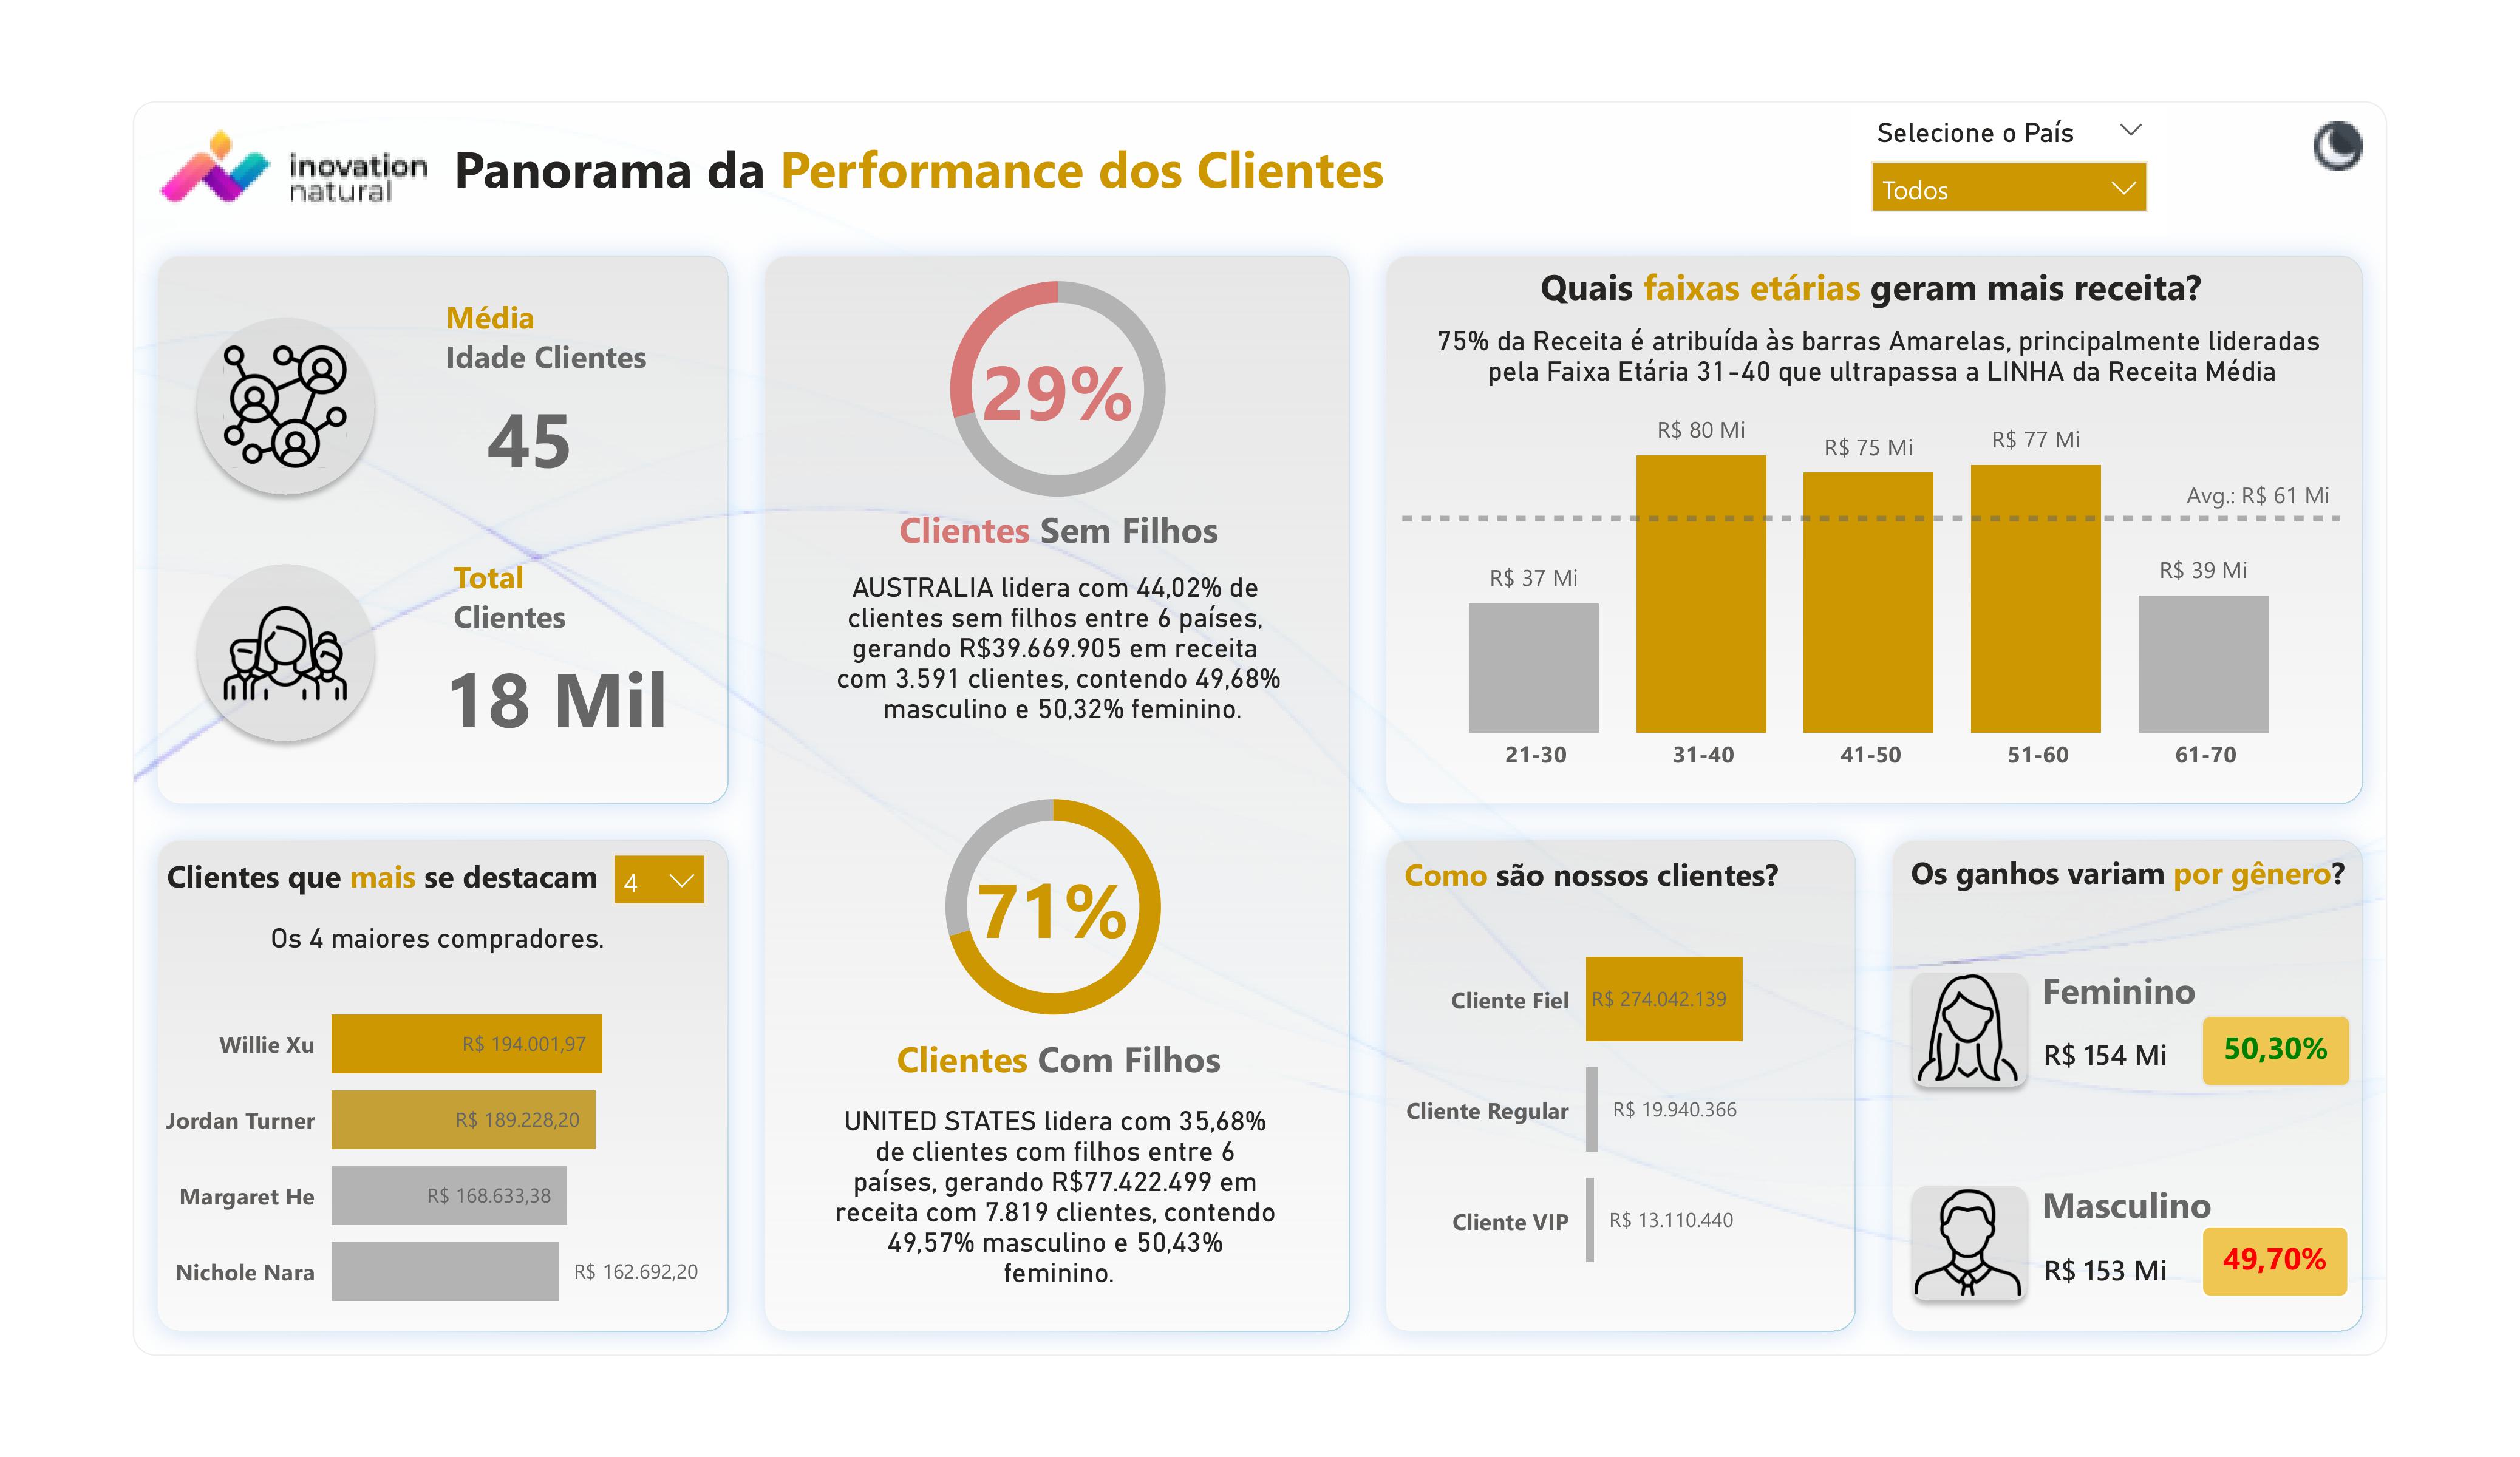 inovation
natural
Panorama da Performance dos Clientes
Selecione o País
Todos
Média
Idade Clientes
45
Total
Clientes
18 Mil
Clientes que mais se destacam
4
Os 4 maiores compradores.
Willie Xu
R$ 194.001,97
Jordan Turner
R$ 189.228,20
Margaret He
R$ 168.633,38
Nichole Nara
R$ 162.692,20
29%
Clientes Sem Filhos
AUSTRALIA lidera com 44,02% de
clientes sem filhos entre 6 países,
gerando R$39.669.905 em receita
com 3.591 clientes, contendo 49,68%
masculino e 50,32% feminino.
71%
Clientes Com Filhos
UNITED STATES lidera com 35,68%
de clientes com filhos entre 6
países, gerando R$77.422.499 em
receita com 7.819 clientes, contendo
49,57% masculino e 50,43%
feminino.
Quais faixas etárias geram mais receita?
75% da Receita é atribuída às barras Amarelas, principalmente lideradas
pela Faixa Etária 31-40 que ultrapassa a LINHA da Receita Média
R$ 37 Mi
R$ 80 Mi
R$ 75 Mi
R$ 77 Mi
R$ 39 Mi
Avg.: R$ 61 Mi
21-30
31-40
41-50
51-60
61-70
Como são nossos clientes?
Cliente Fiel
R$ 274.042.139
Cliente Regular
R$ 19.940.366
Cliente VIP
R$ 13.110.440
Os ganhos variam por gênero?
Feminino
R$ 154 Mi
50,30%
Masculino
R$ 153 Mi
49,70%